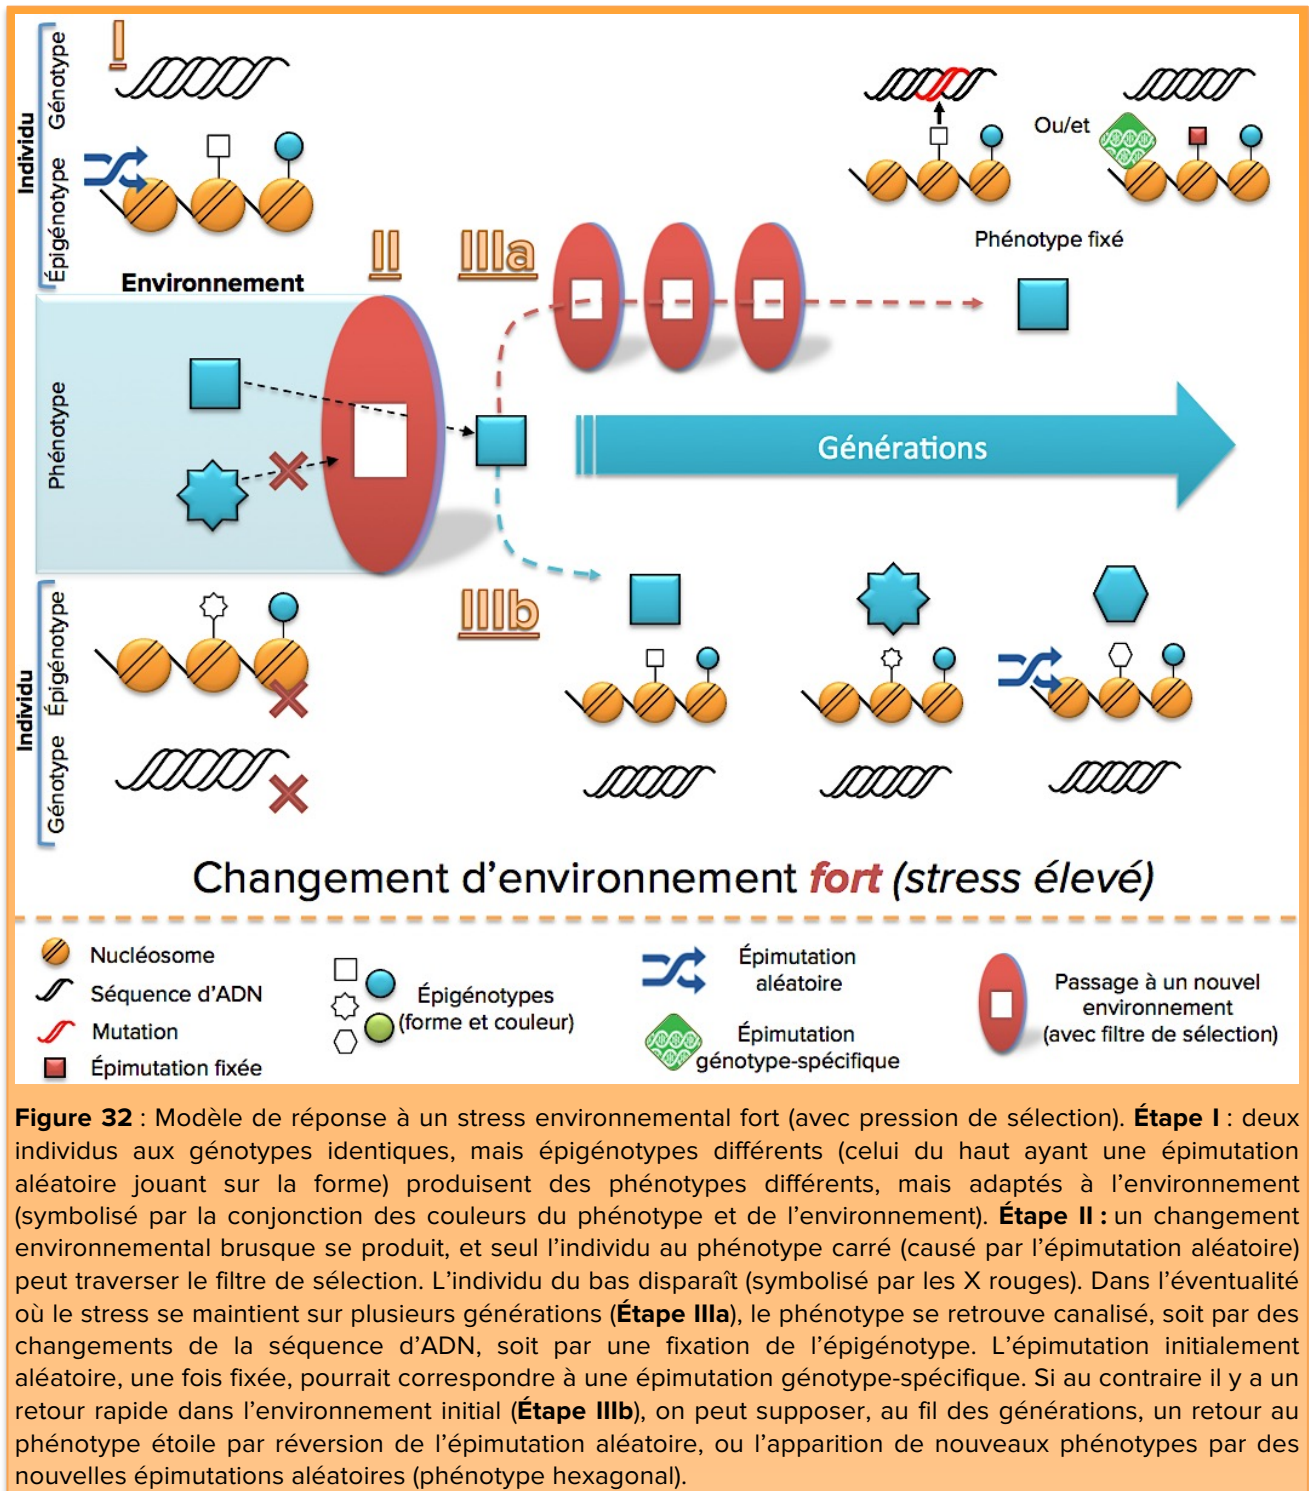 Individu
Génotype
Épigénotype
I
Ou/et
Phénotype fixé
Environnement
II
IIIa
Phénotype
Générations
IIIb
Individu
Épigénotype
Génotype
Changement d'environnement fort (stress élevé)
Nucléosome
Séquence d'ADN
Mutation
Épimutation fixée
Épigénotypes
(forme et couleur)
Épimutation
aléatoire
Épimutation
génotype-spécifique
Passage à un nouvel
environnement
(avec filtre de sélection)
Figure 32 : Modèle de réponse à un stress environnemental fort (avec pression de sélection). Étape I : deux
individus aux génotypes identiques, mais épigénotypes différents (celui du haut ayant une épimutation
aléatoire jouant sur la forme) produisent des phénotypes différents, mais adaptés à l'environnement
(symbolisé par la conjonction des couleurs du phénotype et de l'environnement). Étape II : un changement
environnemental brusque se produit, et seul l'individu au phénotype carré (causé par l'épimutation aléatoire)
peut traverser le filtre de sélection. L'individu du bas disparaît (symbolisé par les X rouges). Dans l'éventualité
où le stress se maintient sur plusieurs générations (Étape IIIa), le phénotype se retrouve canalisé, soit par des
changements de la séquence d'ADN, soit par une fixation de l'épigénotype. L'épimutation initialement
aléatoire, une fois fixée, pourrait correspondre à une épimutation génotype-spécifique. Si au contraire il y a un
retour rapide dans l'environnement initial (Étape IIIb), on peut supposer, au fil des générations, un retour au
phénotype étoile par réversion de l'épimutation aléatoire, ou l'apparition de nouveaux phénotypes par des
nouvelles épimutations aléatoires (phénotype hexagonal).